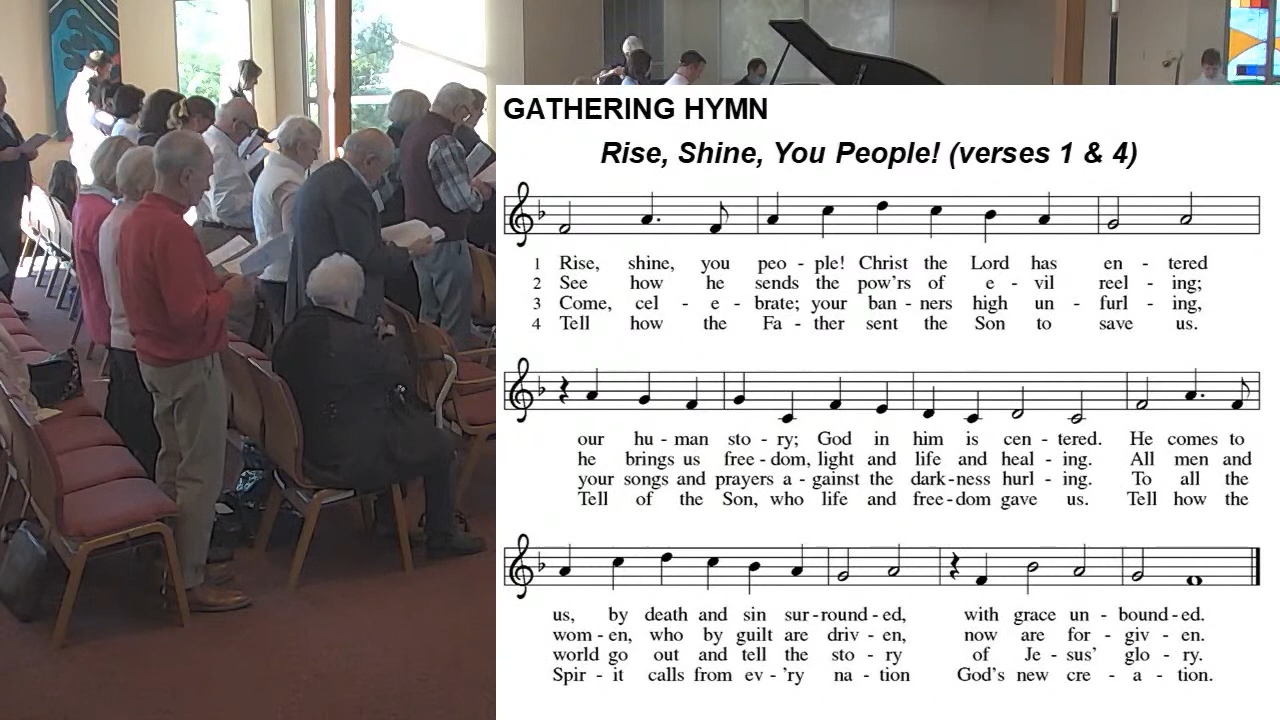 GATHERING HYMN
Rise, Shine, You People! (verses 1 & 4)
1 Rise, shine, you peo - ple! Christ the Lord has en - tered
2 See how he sends the pow'rs of e - vil reel - ing;
3 Come, cel - e - brate; your ban - ners high un - furl - ing,
4 Tell how the Fa - ther sent the Son to save us.
our hu - man sto - ry; God in him is cen - tered. He comes to
he brings us free - dom, light and life and heal - ing. All men and
your songs and prayers a - gainst the dark - ness hurl - ing. To all the
Tell of the Son, who life and free - dom gave us. Tell how the
us, by death and sin sur - round - ed, with grace un - bound - ed.
wom - en, who by guilt are driv - en, now are for - giv - en.
world go out and tell the sto - ry of Je - sus' glo - ry.
Spir - it calls from ev - 'ry na - tion God's new cre - a - tion.